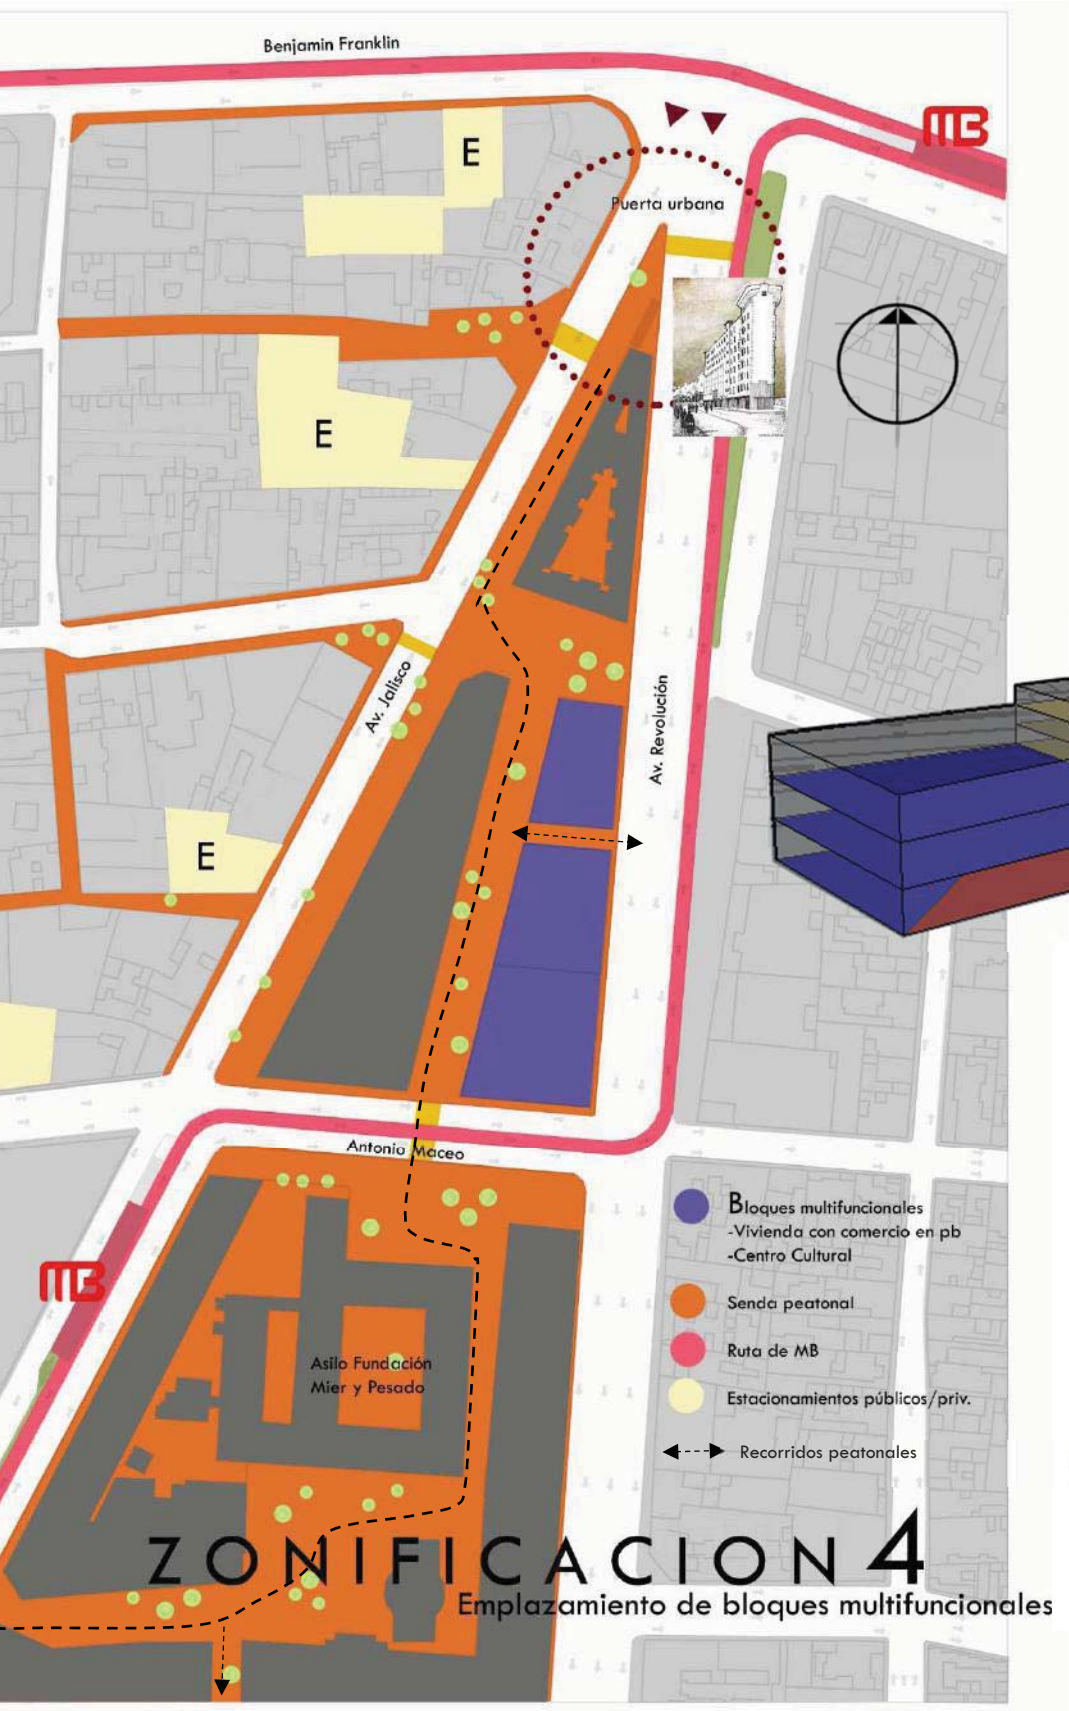 Benjamin Franklin
MB
E
Puerta urbana
E
Av. Jalisco
Av. Revolución
E
Antonio Maceo
Bloques multifuncionales
-Vivienda con comercio en pb
-Centro Cultural
MB
Senda peatonal
Ruta de MB
Asilo Fundación
Mier y Pesado
Estacionamientos públicos/priv.
Recorridos peatonales
ZONIFICACION 4
Emplazamiento de bloques multifuncionales